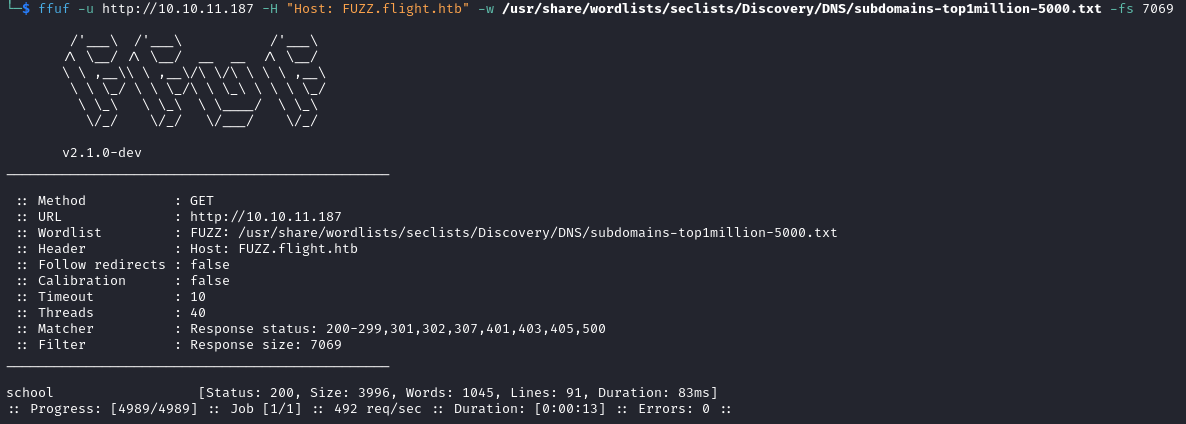 └─$ ffuf -u http://10.10.11.187 -H "Host: FUZZ.flight.htb" -w /usr/share/wordlists/seclists/Discovery/DNS/subdomains-top1million-5000.txt -fs 7069

        /'___\  /'___\           /'___\
       /\ \__/ /\ \__/  __  __  /\ \__/
       \ \ ,__\\ \ ,__\/\ \/\ \ \ \ ,__\
        \ \ \_/ \ \ \_/\ \ \_\ \ \ \ \_/
         \ \_\   \ \_\  \ \____/  \ \_\
          \/_/    \/_/   \/___/    \/_/

       v2.1.0-dev
________________________________________________

 :: Method           : GET
 :: URL              : http://10.10.11.187
 :: Wordlist         : FUZZ: /usr/share/wordlists/seclists/Discovery/DNS/subdomains-top1million-5000.txt
 :: Header           : Host: FUZZ.flight.htb
 :: Follow redirects : false
 :: Calibration      : false
 :: Timeout          : 10
 :: Threads          : 40
 :: Matcher          : Response status: 200-299,301,302,307,401,403,405,500
 :: Filter           : Response size: 7069
________________________________________________

school                  [Status: 200, Size: 3996, Words: 1045, Lines: 91, Duration: 83ms]
:: Progress: [4989/4989] :: Job [1/1] :: 492 req/sec :: Duration: [0:00:13] :: Errors: 0 ::